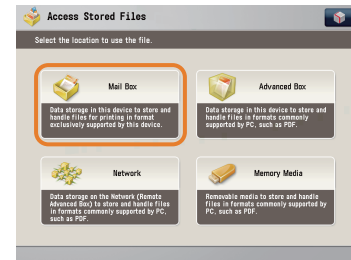 Access Stored Files
Select the location to use the file.
Mail Box
Data storage in this device to store and
handle files for printing in format
exclusively supported by this device.
Advanced Box
Data storage in this device to store and
handle files in formats commonly
supported by PC, such as PDF.
Network
Data storage on the Network (Remote
Advanced Box) to store and handle files
in formats commonly supported by PC,
such as PDF.
Memory Media
Removable media to store and handle
files in formats commonly supported by
PC, such as PDF.